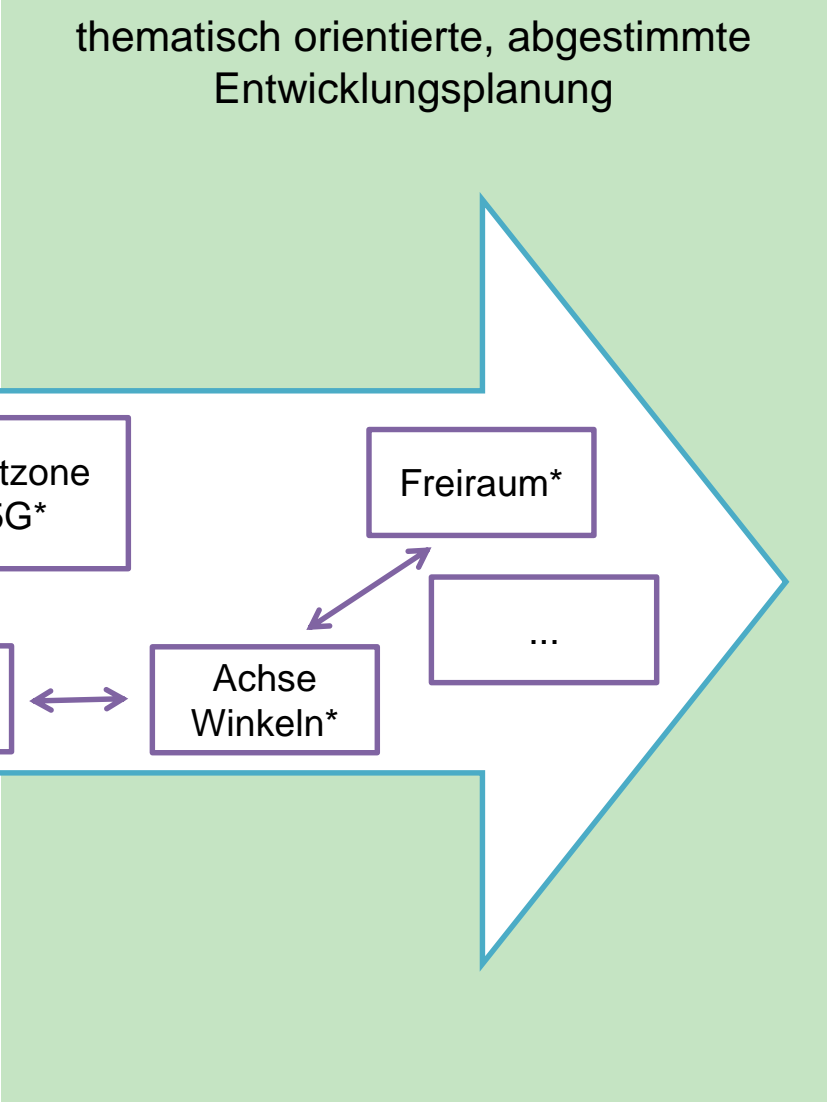 thematisch orientierte, abgestimmte
Entwicklungsplanung
tzone
G*
Freiraum*
...
Achse
Winkeln*